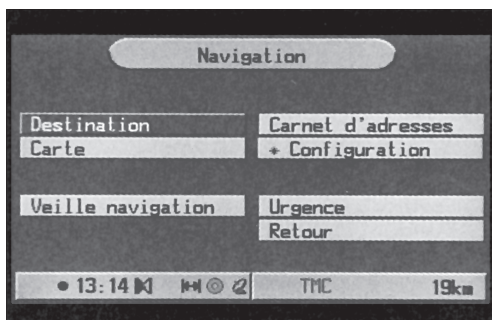 Navigation
Destination
Carte
Veille navigation
Carnet d'adresses
* Configuration
Urgence
Retour
13:14
TMC 19km